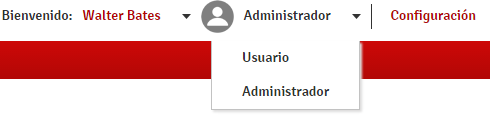 Bienvenido: Walter Bates Administrador Configuración
Usuario
Administrador